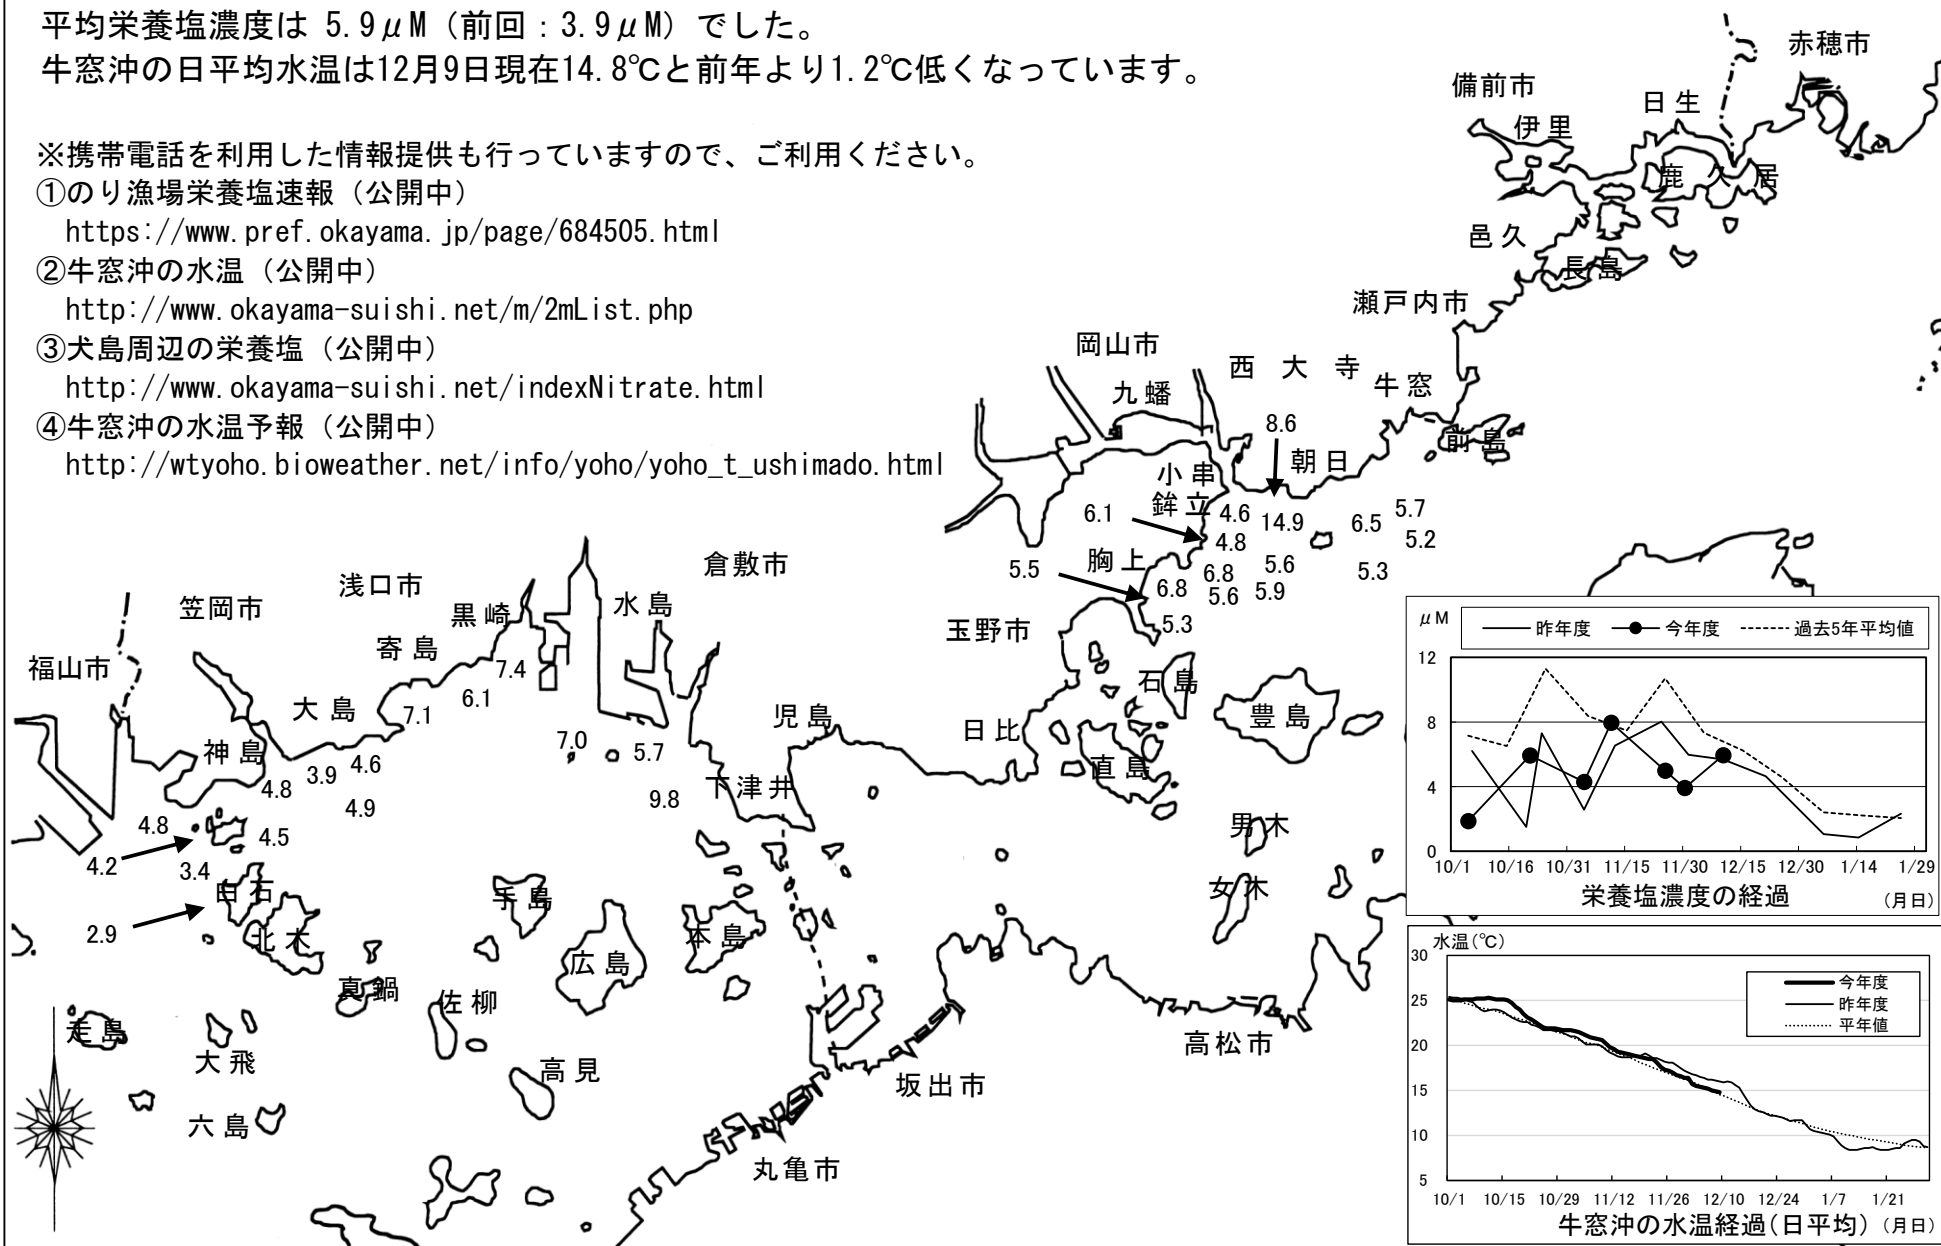 平均栄養塩濃度は 5.9μM（前回：3.9μM）でした。
牛窓沖の日平均水温は12月9日現在14.8℃と前年より1.2℃低くなっています。
※携帯電話を利用した情報提供も行っていますので、ご利用ください。
①のり漁場栄養塩速報（公開中）
https://www.pref.okayama.jp/page/684505.html
②牛窓沖の水温（公開中）
http://www.okayama-suishi.net/m/2mList.php
③犬島周辺の栄養塩（公開中）
http://www.okayama-suishi.net/indexNitrate.html
④牛窓沖の水温予報（公開中）
http://wtyoho.bioweather.net/info/yoho/yoho_t_ushimado.html
赤穂市
備前市
日生
伊里
鹿久居
邑久
長島
瀬戸内市
岡山市
西大寺
牛窓
九蟠
前島
8.6
朝日
小串
鉾立
6.1
4.6
14.9
6.5
5.7
5.2
4.8
胸上
5.5
5.6
5.3
6.8
6.8
5.6
5.9
5.3
倉敷市
浅口市
笠岡市
黒崎
水島
玉野市
寄島
福山市
7.4
石島
大島
6.1
7.1
児島
日比
豊島
神島
7.0
5.7
直島
3.9
4.6
4.8
4.9
9.8
下津井
4.8
4.5
男木
4.2
3.4
白石
手島
女木
2.9
北木
本島
広島
真鍋
佐柳
走島
大飛
高見
高松市
坂出市
六島
丸亀市
μM
昨年度 今年度 過去5年平均値
12
8
4
0
10/1 10/16 10/31 11/15 11/30 12/15 12/30 1/14 1/29
栄養塩濃度の経過 （月日）
水温(℃)
30
25
20
15
10
5
今年度
昨年度
平年値
10/1 10/15 10/29 11/12 11/26 12/10 12/24 1/7 1/21
牛窓沖の水温経過(日平均) （月日）